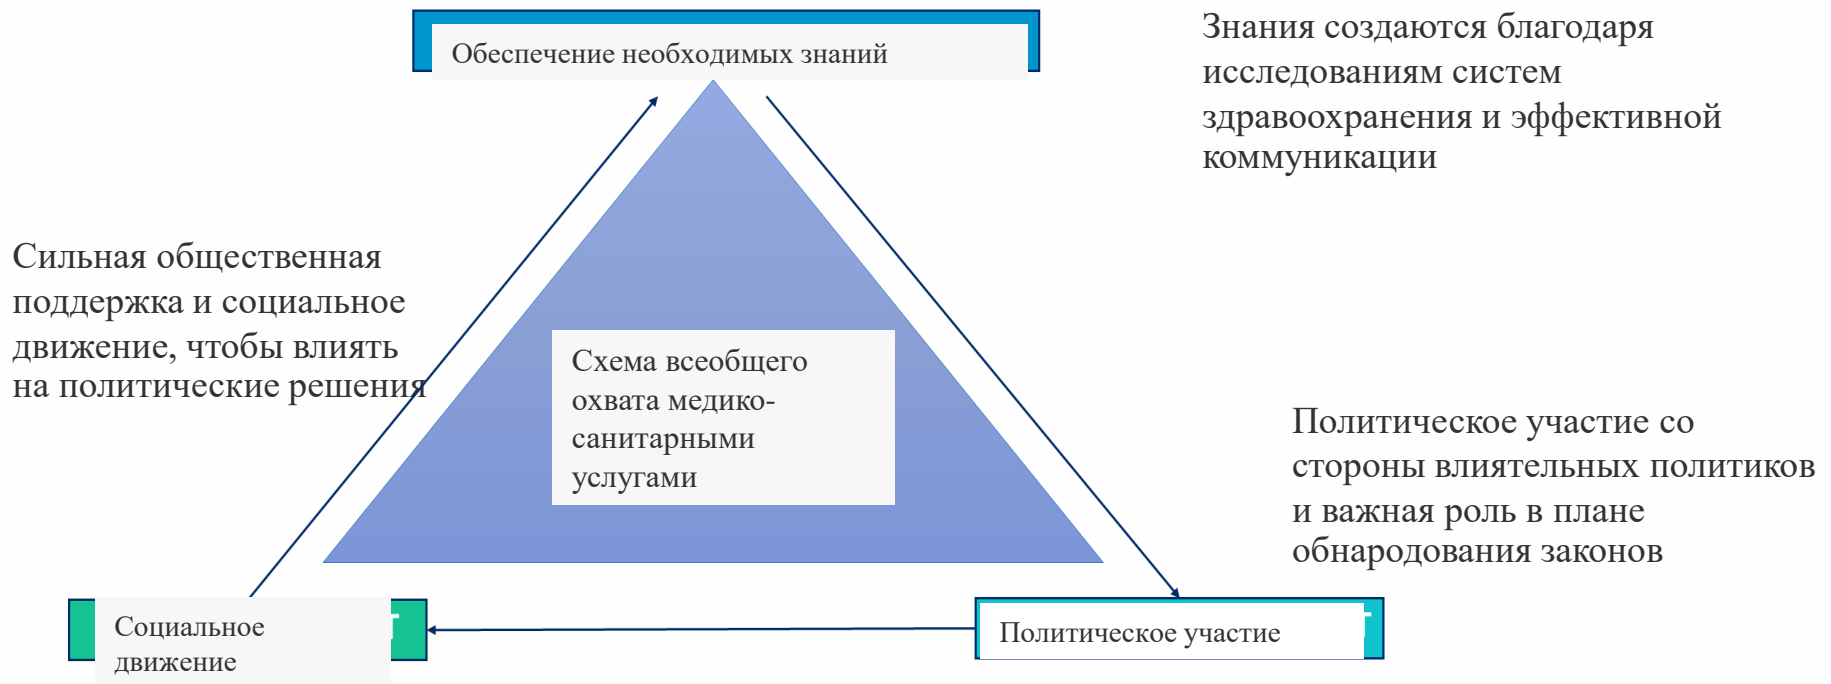 Обеспечение необходимых знаний
Знания создаются благодаря
исследованиям систем
здравоохранения и эффективной
коммуникации
Сильная общественная
поддержка и социальное
движение, чтобы влиять
на политические решения
Схема всеобщего
охвата медико-
санитарными
услугами
Политическое участие со
стороны влиятельных политиков
и важная роль в плане
обнародования законов
Социальное
движение
Политическое участие